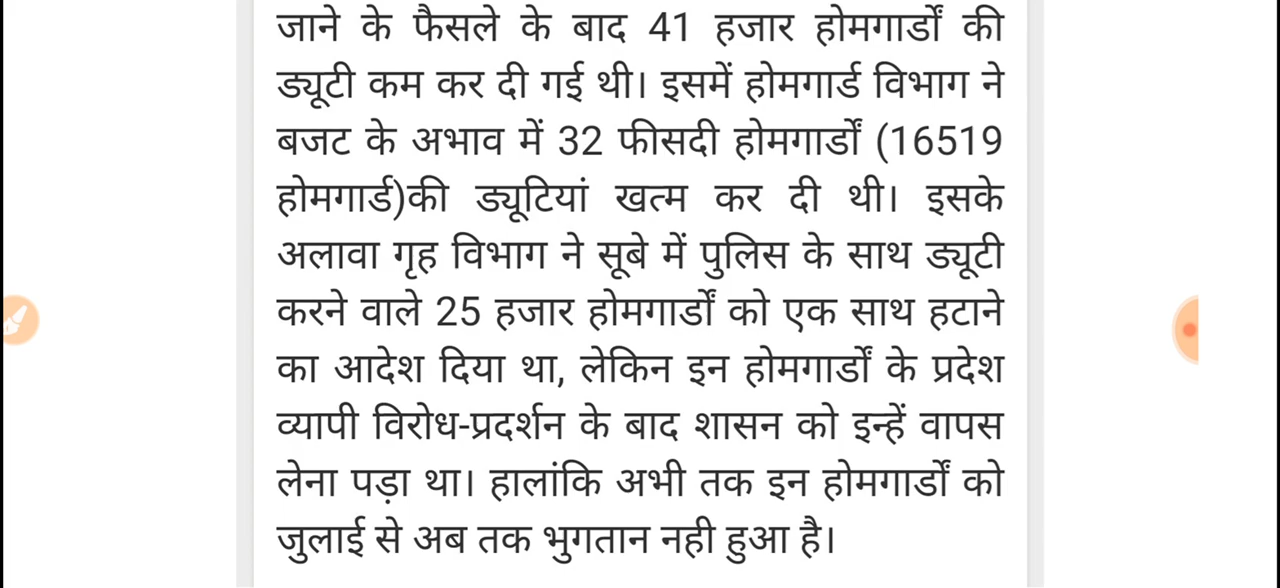 जाने के फैसले के बाद 41 हजार होमगार्डों की
ड्यूटी कम कर दी गई थी। इसमें होमगार्ड विभाग ने
बजट के अभाव में 32 फीसदी होमगार्डों (16519
होमगार्ड)की ड्यूटियां खत्म कर दी थी। इसके
अलावा गृह विभाग ने सूबे में पुलिस के साथ ड्यूटी
करने वाले 25 हजार होमगार्डों को एक साथ हटाने
का आदेश दिया था, लेकिन इन होमगार्डों के प्रदेश
व्यापी विरोध-प्रदर्शन के बाद शासन को इन्हें वापस
लेना पड़ा था। हालांकि अभी तक इन होमगार्डों को
जुलाई से अब तक भुगतान नही हुआ है।